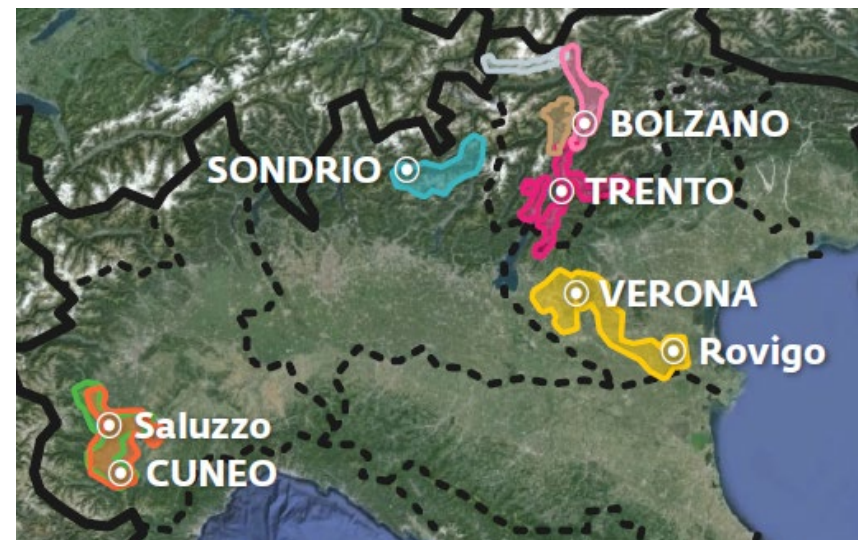 BOLZANO
SONDRIO
TRENTO
VERONA
Rovigo
Saluzzo
CUNEO